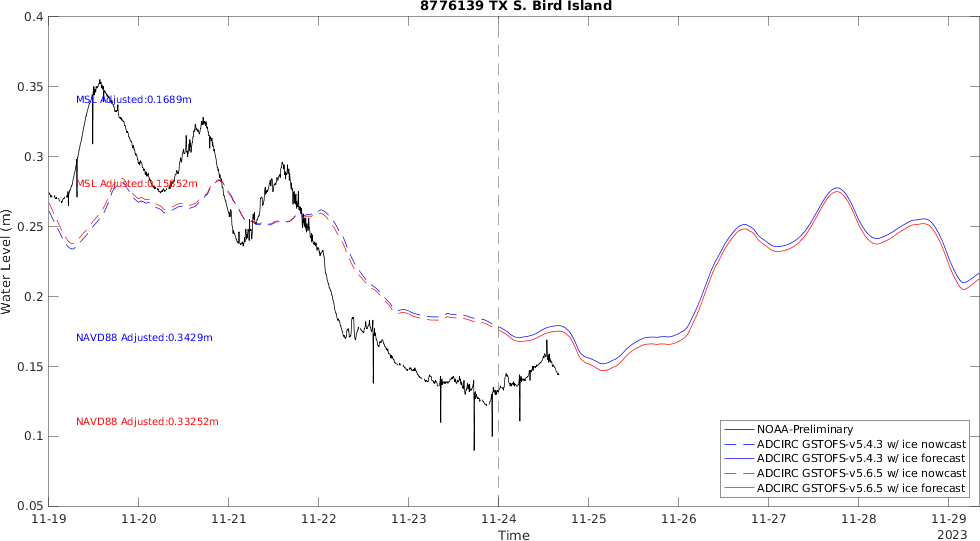 8776139 TX S. Bird Island
0.4
0.35
0.3
0.25
0.2
0.15
0.1
0.05
Water Level (m)
MSL Adjusted:0.1689m
MSL Adjusted:0.15652m
NAVD88 Adjusted:0.3429m
NAVD88 Adjusted:0.33252m
NOAA-Preliminary
ADCIRC GSTOFS-v5.4.3 w/ ice nowcast
ADCIRC GSTOFS-v5.4.3 w/ ice forecast
ADCIRC GSTOFS-v5.6.5 w/ ice nowcast
ADCIRC GSTOFS-v5.6.5 w/ ice forecast
11-19 11-20 11-21 11-22 11-23 11-24 11-25 11-26 11-27 11-28 11-29
Time
2023